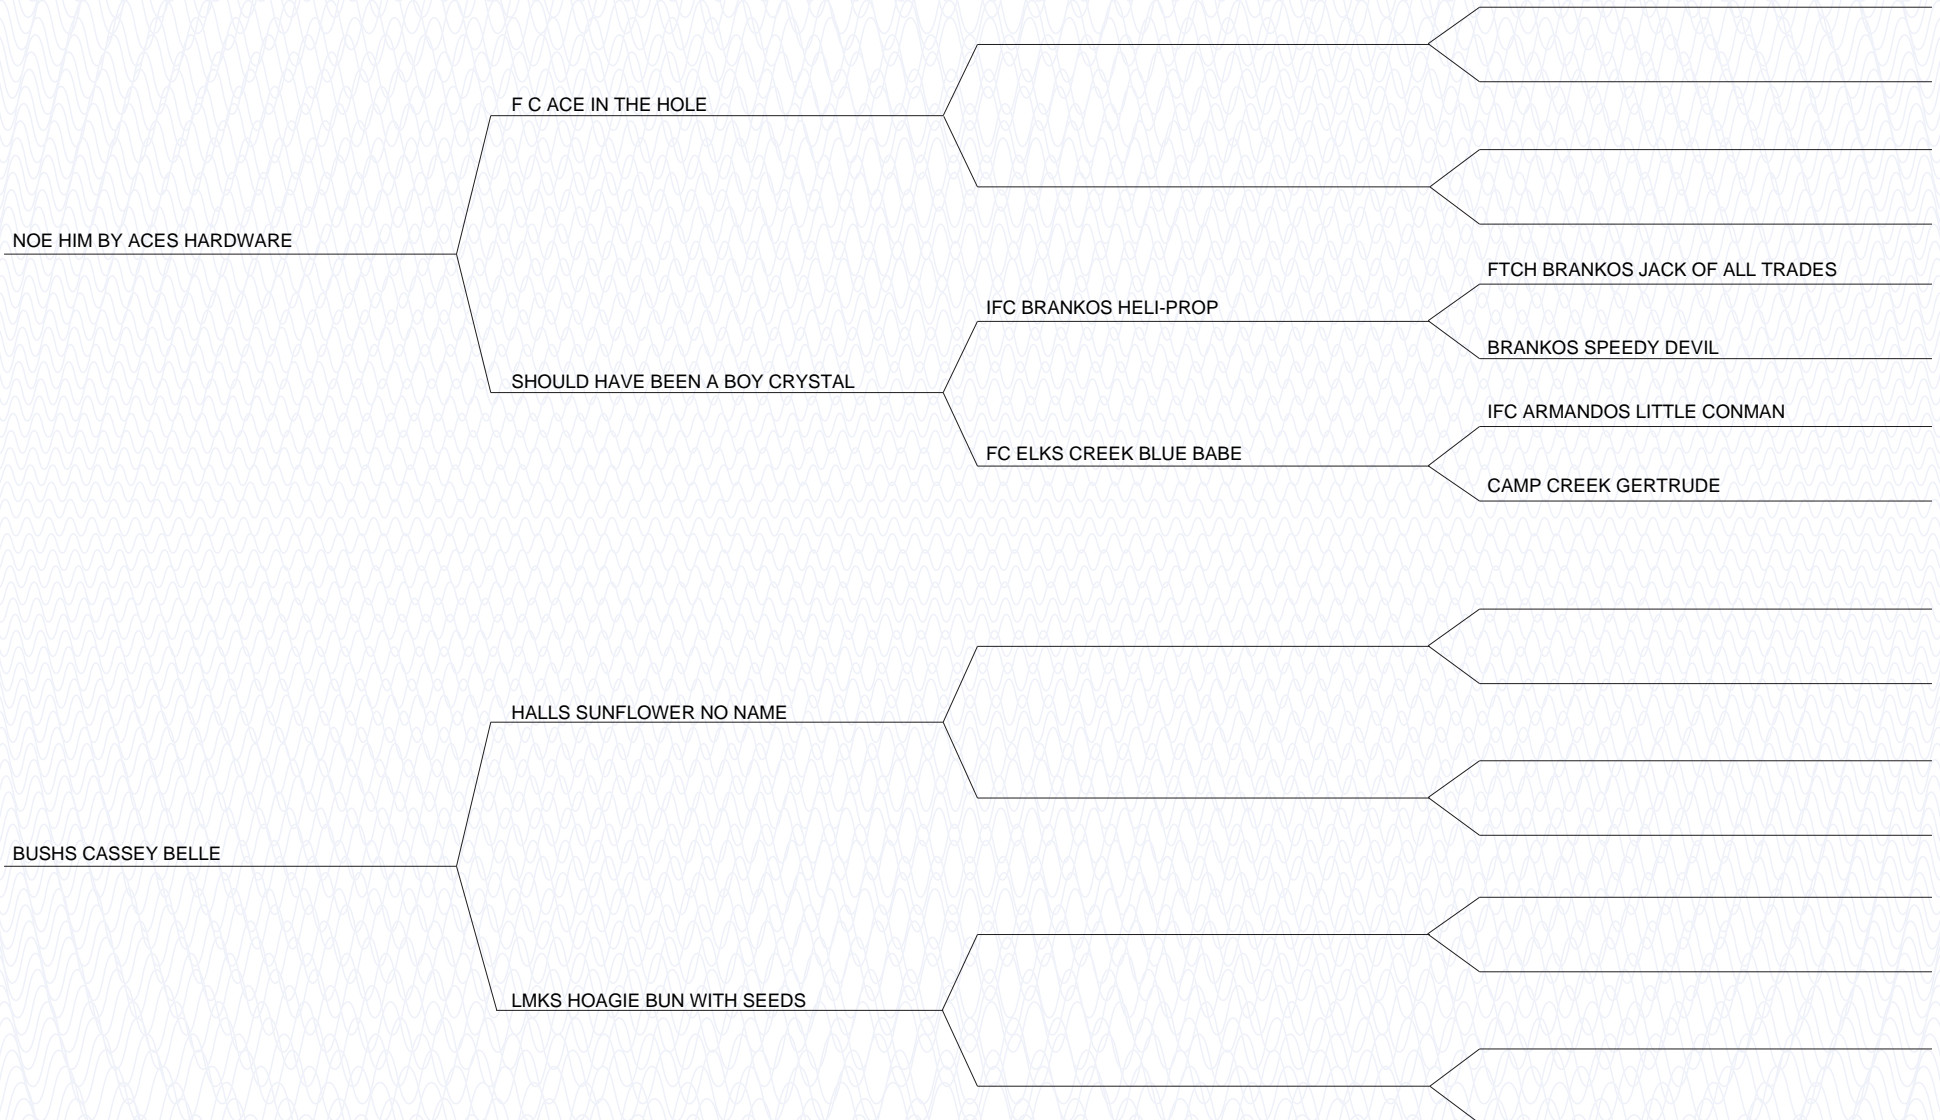 F C ACE IN THE HOLE
NOE HIM BY ACES HARDWARE
FTCH BRANKOS JACK OF ALL TRADES
IFC BRANKOS HELI-PROP
BRANKOS SPEEDY DEVIL
SHOULD HAVE BEEN A BOY CRYSTAL
IFC ARMANDOS LITTLE CONMAN
FC ELKS CREEK BLUE BABE
CAMP CREEK GERTRUDE
HALLS SUNFLOWER NO NAME
BUSHS CASSEY BELLE
LMKS HOAGIE BUN WITH SEEDS